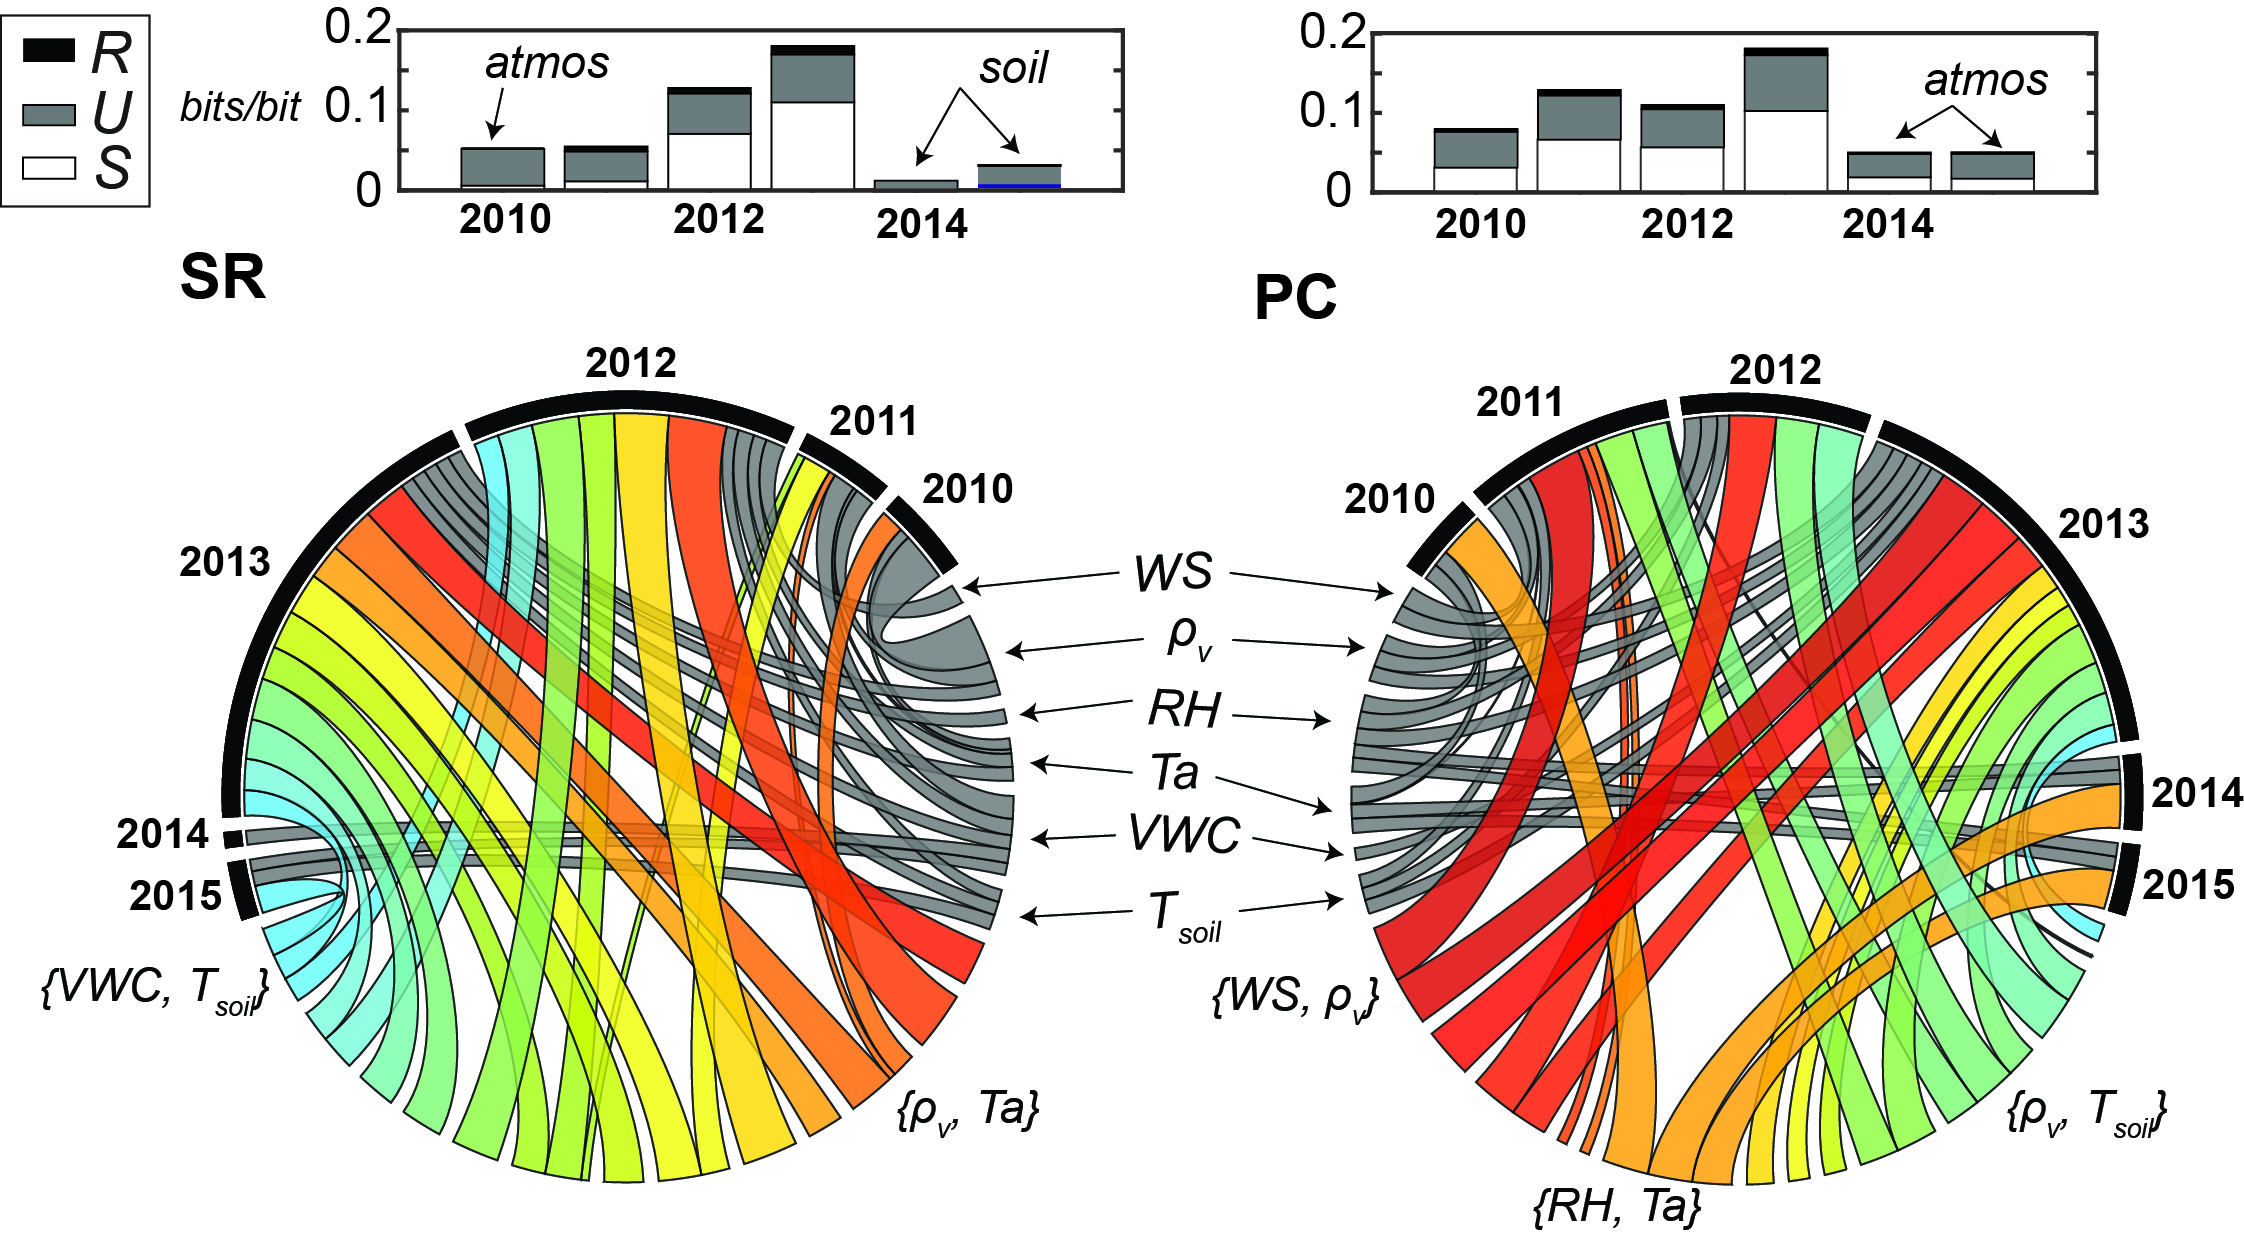 R
U
S
bits/bit
0.2
0.1
0
atmos
soil
2010
2012
2014
0.2
0.1
0
atmos
2010
2012
2014
SR
PC
2012
2011
2010
2013
2014
2015
{VWC, Tsoil}
{ρv, Ta}
WS
ρv
RH
Ta
VWC
Tsoil
2012
2011
2010
2013
2014
2015
{WS, ρv}
{RH, Ta}
{ρv, Tsoil}